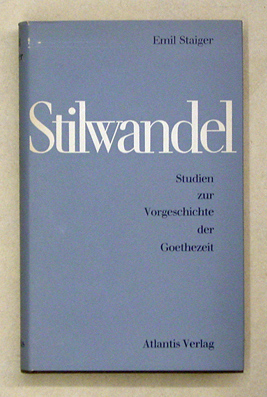 Emil Staiger
Stilwandel
Studien
zur
Vorgeschichte
der
Goethezeit
Atlantis Verlag